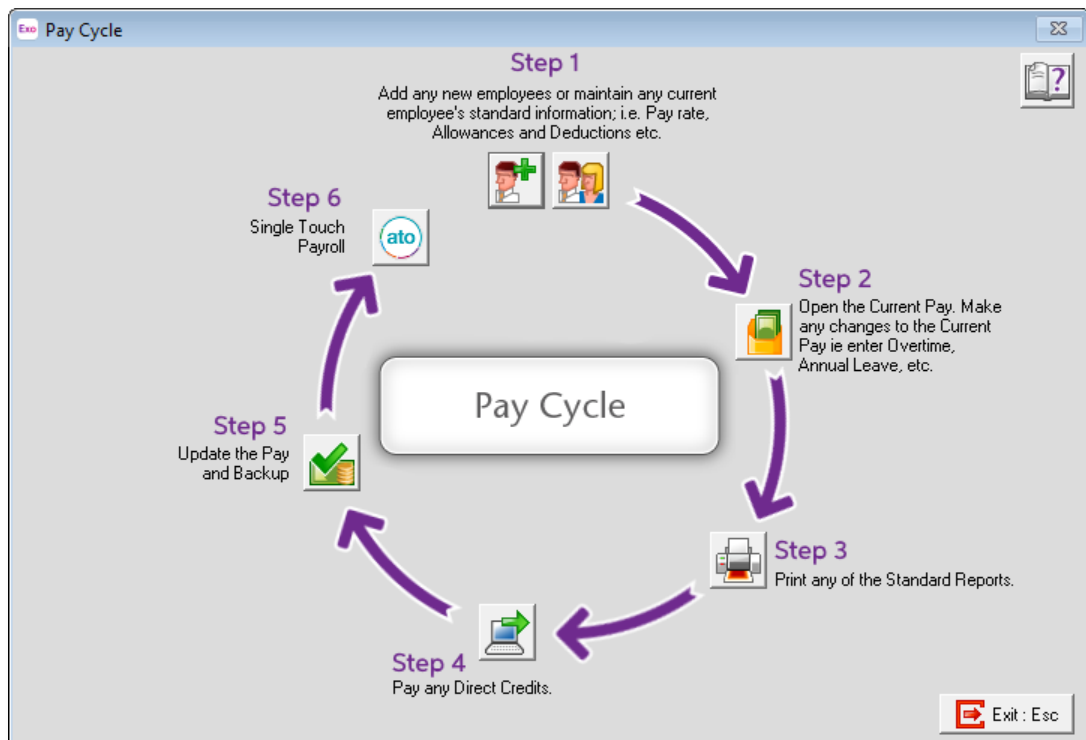 Exo Pay Cycle
Step 1
Add any new employees or maintain any current
employee's standard information; i.e. Pay rate,
Allowances and Deductions etc.
Step 2
Open the Current Pay. Make
any changes to the Current
Pay ie enter Overtime,
Annual Leave, etc.
Step 3
Print any of the Standard Reports.
Step 4
Pay any Direct Credits.
Step 5
Update the Pay
and Backup
Step 6
Single Touch
Payroll
ato
Pay Cycle
?
Exit : Esc